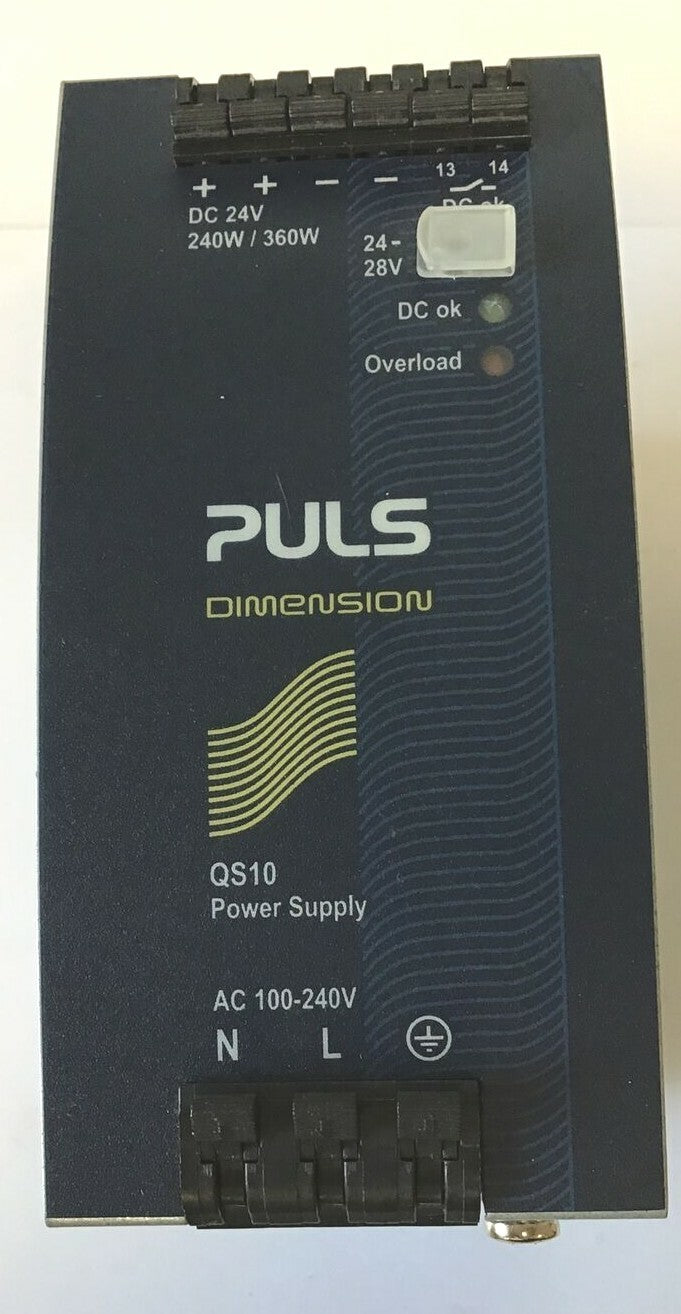 + + − − 13 14
DC ok
DC 24V
240W / 360W
24-
28V
DC ok
Overload
PULS
DIMENSION
QS10
Power Supply
AC 100-240V
N L